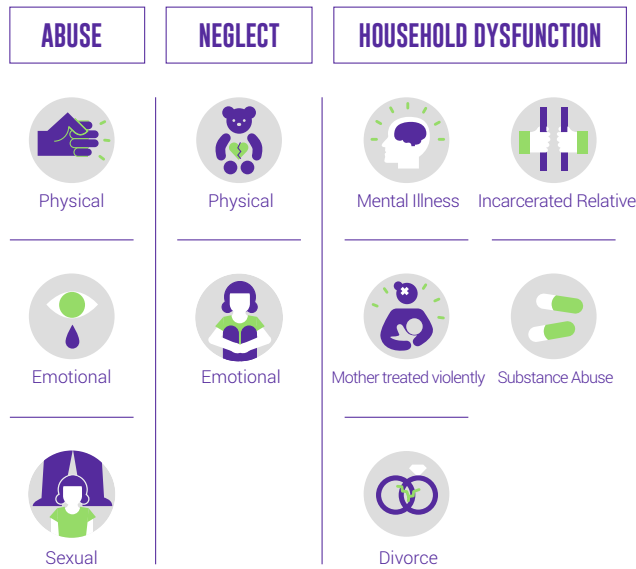 ABUSE
Physical
Emotional
Sexual
NEGLECT
Physical
Emotional
HOUSEHOLD DYSFUNCTION
Mental Illness
Incarcerated Relative
Mother treated violently
Substance Abuse
Divorce